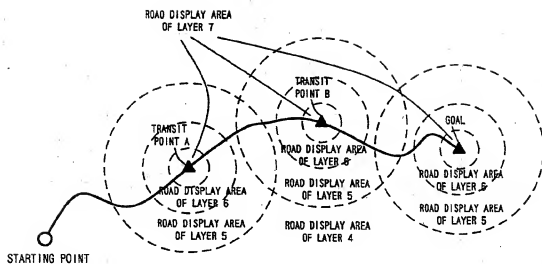 ROAD DISPLAY AREA
OF LAYER 7
TRANSIT
POINT B
GOAL
TRANSIT
POINT A
ROAD DISPLAY AREA
OF LAYER 6
ROAD DISPLAY AREA
OF LAYER 6
ROAD DISPLAY AREA
OF LAYER 6
ROAD DISPLAY AREA
OF LAYER 5
ROAD DISPLAY AREA
OF LAYER 5
ROAD DISPLAY AREA
OF LAYER 5
ROAD DISPLAY AREA
OF LAYER 4
STARTING POINT